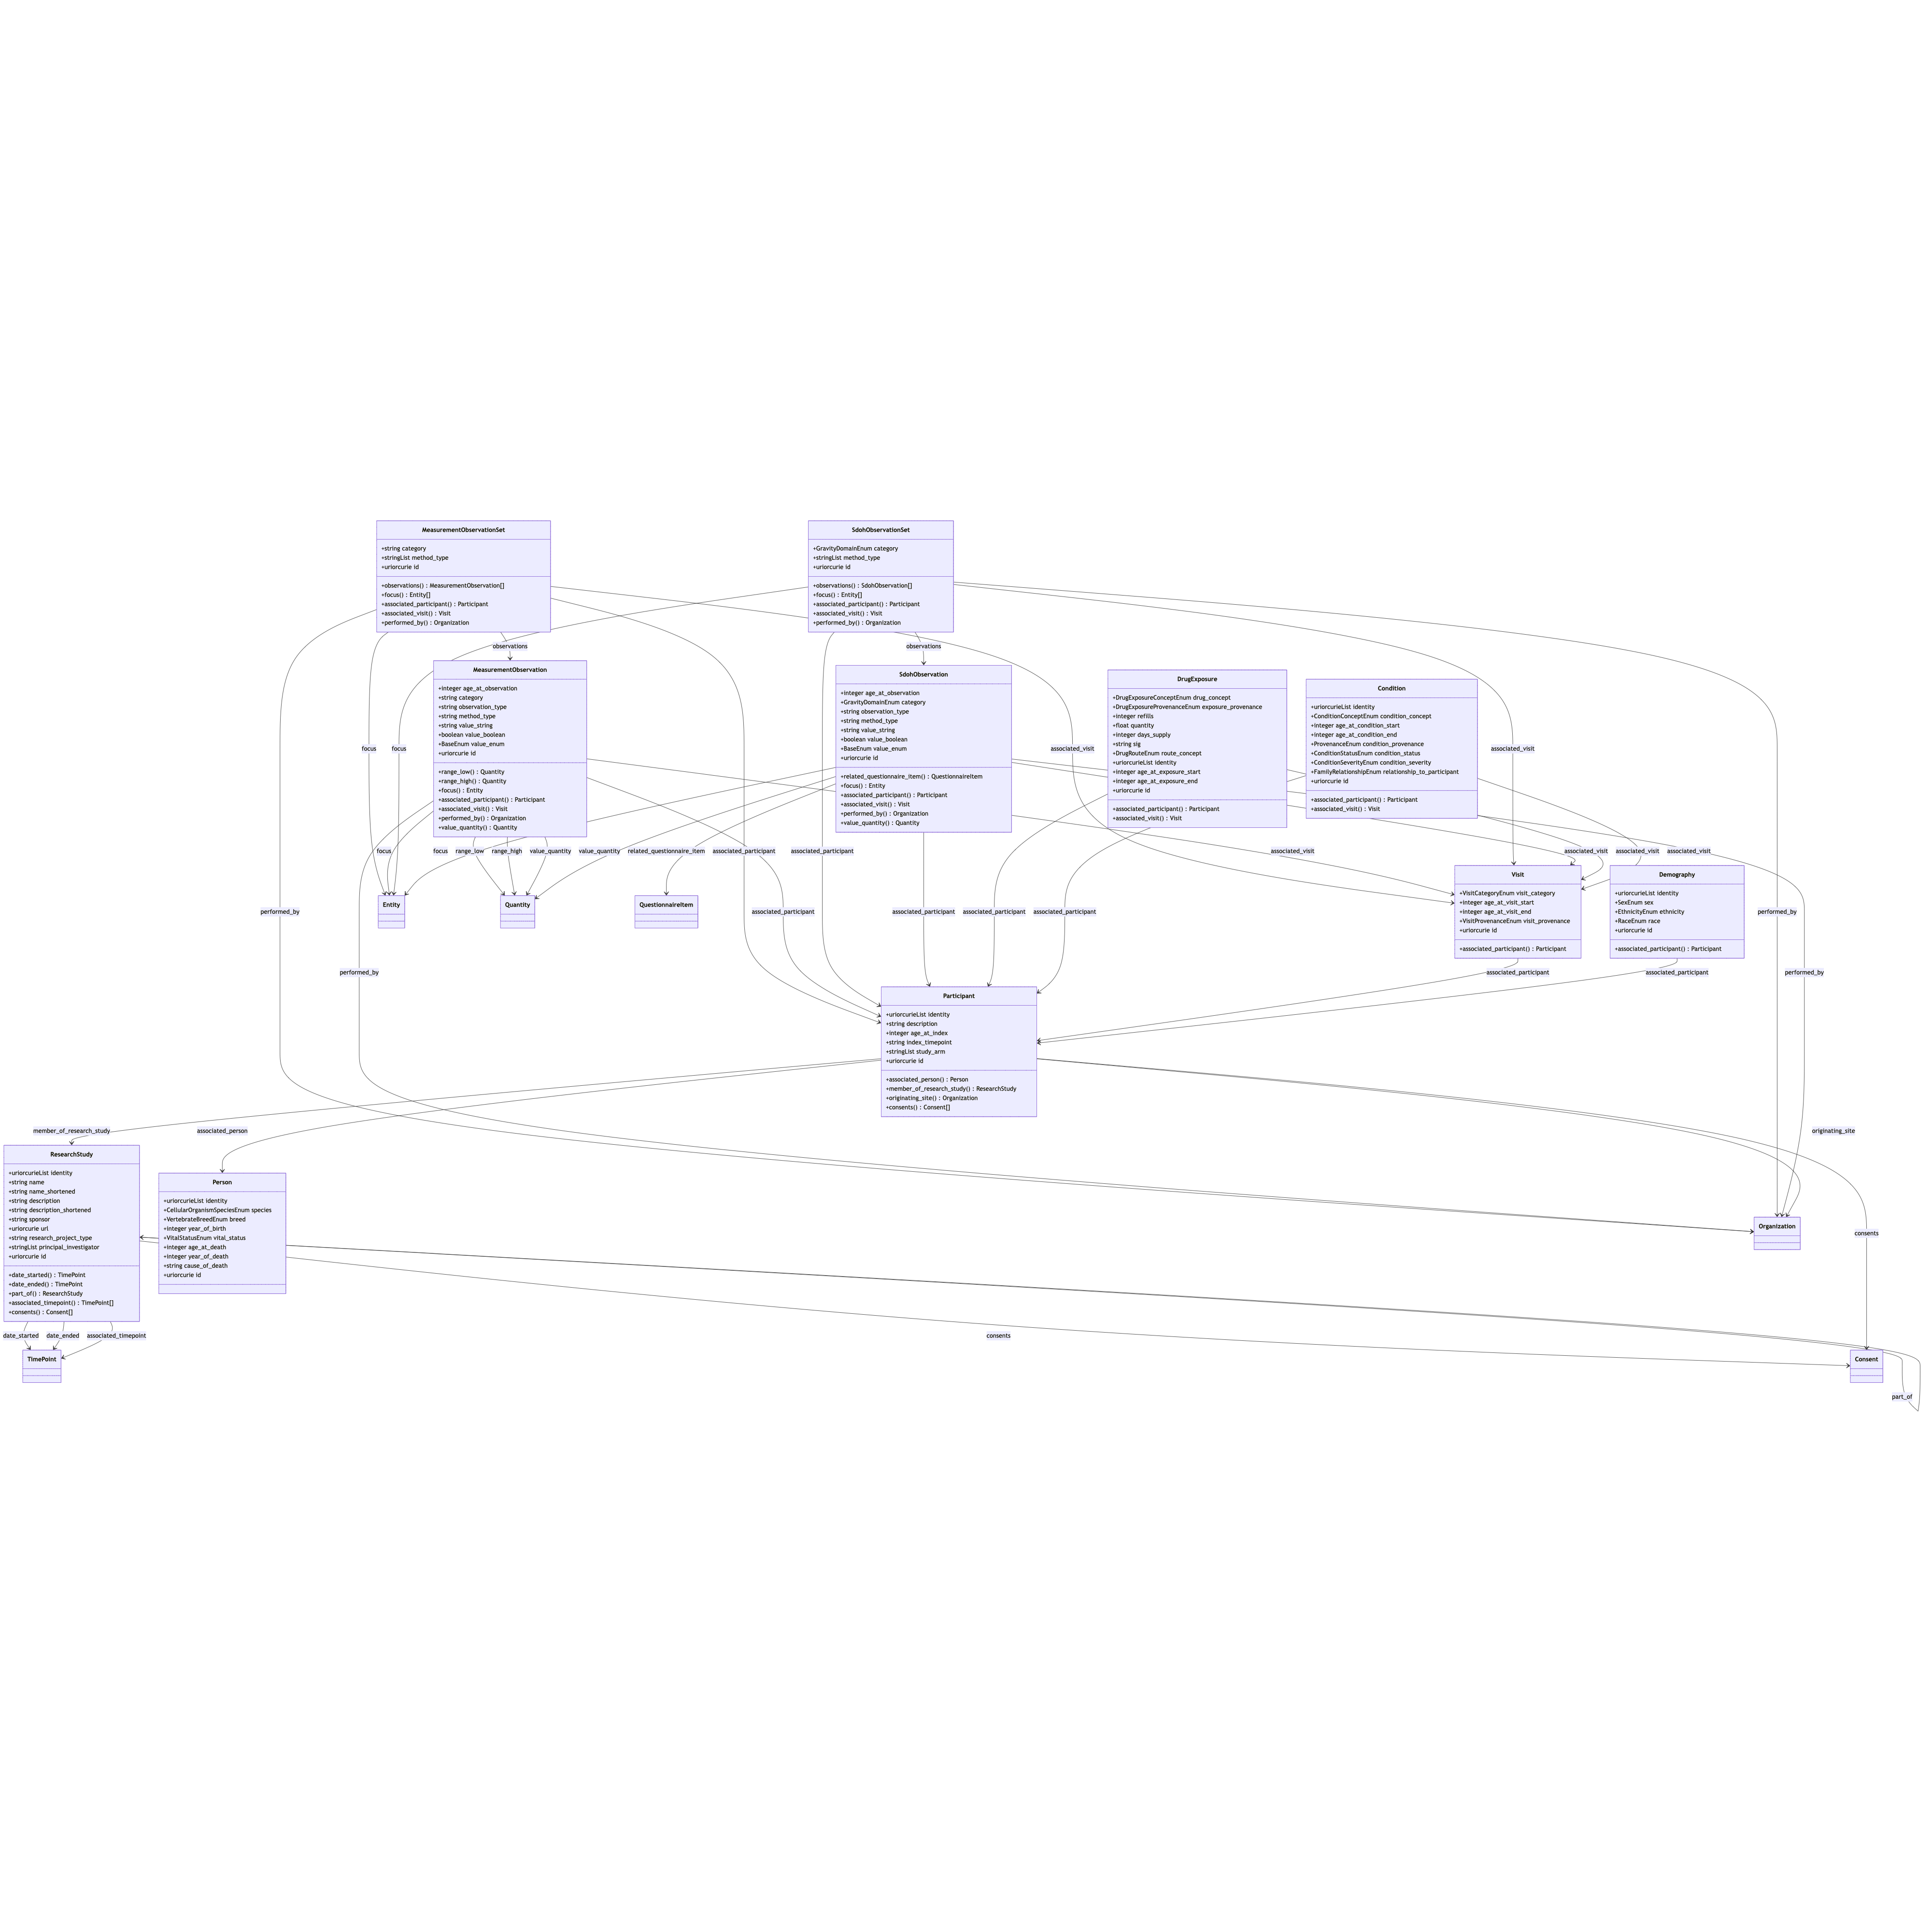 MeasurementObservationSet
+string category
+stringList method_type
+uriorcurie id
+observations() : MeasurementObservation[]
+focus() : Entity[]
+associated_participant() : Participant
+associated_visit() : Visit
+performed_by() : Organization
SdohObservationSet
+GravityDomainEnum category
+stringList method_type
+uriorcurie id
+observations() : SdohObservation[]
+focus() : Entity[]
+associated_participant() : Participant
+associated_visit() : Visit
+performed_by() : Organization
observations
observations
MeasurementObservation
+integer age_at_observation
+string category
+string observation_type
+string method_type
+string value_string
+boolean value_boolean
+BaseEnum value_enum
+uriorcurie id
+range_low() : Quantity
+range_high() : Quantity
+focus() : Entity
+associated_participant() : Participant
+associated_visit() : Visit
+performed_by() : Organization
+value_quantity() : Quantity
SdohObservation
+integer age_at_observation
+GravityDomainEnum category
+string observation_type
+string method_type
+string value_string
+boolean value_boolean
+BaseEnum value_enum
+uriorcurie id
+related_questionnaire_item() : QuestionnaireItem
+focus() : Entity
+associated_participant() : Participant
+associated_visit() : Visit
+performed_by() : Organization
+value_quantity() : Quantity
DrugExposure
+DrugExposureConceptEnum drug_concept
+DrugExposureProvenanceEnum exposure_provenance
+integer refills
+float quantity
+integer days_supply
+string sig
+DrugRouteEnum route_concept
+uriorcurieList identity
+integer age_at_exposure_start
+integer age_at_exposure_end
+uriorcurie id
+associated_participant() : Participant
+associated_visit() : Visit
Condition
+uriorcurieList identity
+ConditionConceptEnum condition_concept
+integer age_at_condition_start
+integer age_at_condition_end
+ProvenanceEnum condition_provenance
+ConditionStatusEnum condition_status
+ConditionSeverityEnum condition_severity
+FamilyRelationshipEnum relationship_to_participant
+uriorcurie id
+associated_participant() : Participant
+associated_visit() : Visit
focus
focus
associated_visit
associated_visit
focus
focus
range_low
range_high
value_quantity
value_quantity
related_questionnaire_item
associated_participant
associated_participant
associated_visit
associated_visit
associated_visit
associated_visit
Entity
Quantity
QuestionnaireItem
Visit
+VisitCategoryEnum visit_category
+integer age_at_visit_start
+integer age_at_visit_end
+VisitProvenanceEnum visit_provenance
+uriorcurie id
+associated_participant() : Participant
Demography
+uriorcurieList identity
+SexEnum sex
+EthnicityEnum ethnicity
+RaceEnum race
+uriorcurie id
+associated_participant() : Participant
performed_by
associated_participant
associated_participant
associated_participant
associated_participant
performed_by
performed_by
associated_participant
associated_participant
performed_by
Participant
+uriorcurieList identity
+string description
+integer age_at_index
+string index_timepoint
+stringList study_arm
+uriorcurie id
+associated_person() : Person
+member_of_research_study() : ResearchStudy
+originating_site() : Organization
+consents() : Consent[]
member_of_research_study
associated_person
originating_site
ResearchStudy
+uriorcurieList identity
+string name
+string name_shortened
+string description
+string description_shortened
+string sponsor
+uriorcurie url
+string research_project_type
+stringList principal_investigator
+uriorcurie id
+date_started() : TimePoint
+date_ended() : TimePoint
+part_of() : ResearchStudy
+associated_timepoint() : TimePoint[]
+consents() : Consent[]
Person
+uriorcurieList identity
+CellularOrganismSpeciesEnum species
+VertebrateBreedEnum breed
+integer year_of_birth
+VitalStatusEnum vital_status
+integer age_at_death
+integer year_of_death
+string cause_of_death
+uriorcurie id
Organization
consents
date_started
date_ended
associated_timepoint
consents
TimePoint
Consent
part_of